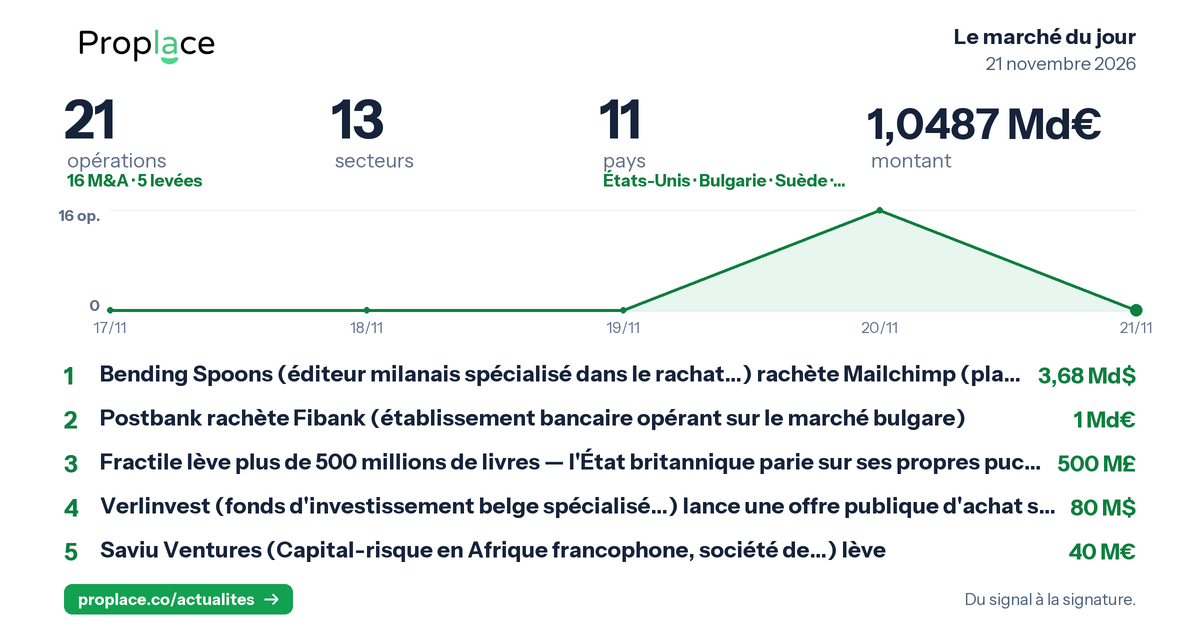 Proplace
Le marché du jour
21 novembre 2026
21
opérations
16 M&A · 5 levées
13
secteurs
11
pays
États-Unis · Bulgarie · Suède ·...
1,0487 Md€
montant
16 op.
0
17/11
18/11
19/11
20/11
21/11
1 Bending Spoons (éditeur milanais spécialisé dans le rachat...) rachète Mailchimp (pla... 3,68 Md$
2 Postbank rachète Fibank (établissement bancaire opérant sur le marché bulgare) 1 Md€
3 Fractile lève plus de 500 millions de livres — l'État britannique parie sur ses propres puc... 500 M£
4 Verlinvest (fonds d'investissement belge spécialisé...) lance une offre publique d'achat s... 80 M$
5 Saviu Ventures (Capital-risque en Afrique francophone, société de...) lève 40 M€
proplace.co/actualites →
Du signal à la signature.